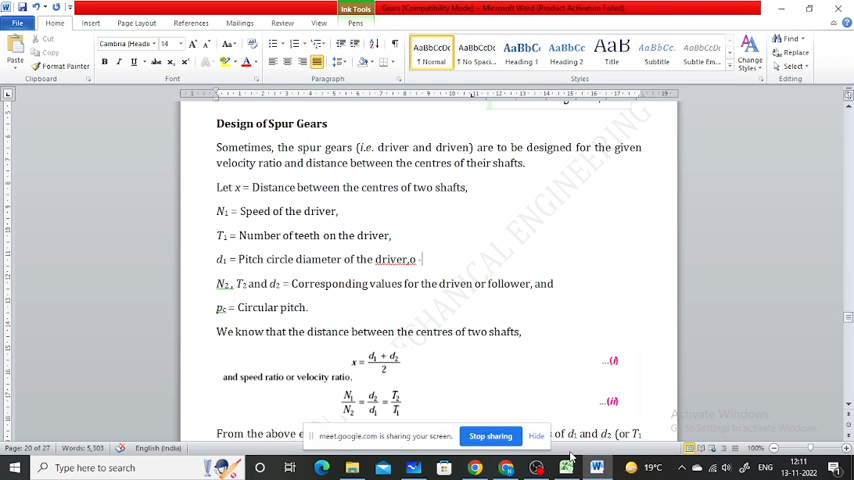 Ink Tools
Gears [Compatibility Mode] - Microsoft Word (Product Activation Failed)
File Home Insert Page Layout References Mailings Review View Pens
Paste Cut Copy Format Painter
Cambria (Headings) 14
AaBbCcDc AaBbCcDc AaBbC AaBbCc AaB AaBbCc. AaBbCcDc
¶ Normal ¶ No Spaci... Heading 1 Heading 2 Title Subtitle Subtle Em...
Change Styles
Find Replace Select
Clipboard Font Paragraph Styles Editing
Design of Spur Gears
Sometimes, the spur gears (i.e. driver and driven) are to be designed for the given
velocity ratio and distance between the centres of their shafts.
Let x = Distance between the centres of two shafts,
N1 = Speed of the driver,
T1 = Number of teeth on the driver,
d1 = Pitch circle diameter of the driver,o -
N2 , T2 and d2 = Corresponding values for the driven or follower, and
pc = Circular pitch.
We know that the distance between the centres of two shafts,
x = (d1 + d2) / 2 ...(i)
and speed ratio or velocity ratio,
N1 / N2 = d2 / d1 = T2 / T1 ...(ii)
From the above e
s of d1 and d2 (or T1
MECHANICAL ENGINEERING
meet.google.com is sharing your screen. Stop sharing Hide
Activate Windows
Go to Settings to activate Windows.
Page: 20 of 27 Words: 5,303 English (India) 100%
Type here to search
19°C ENG 12:11
13-11-2022